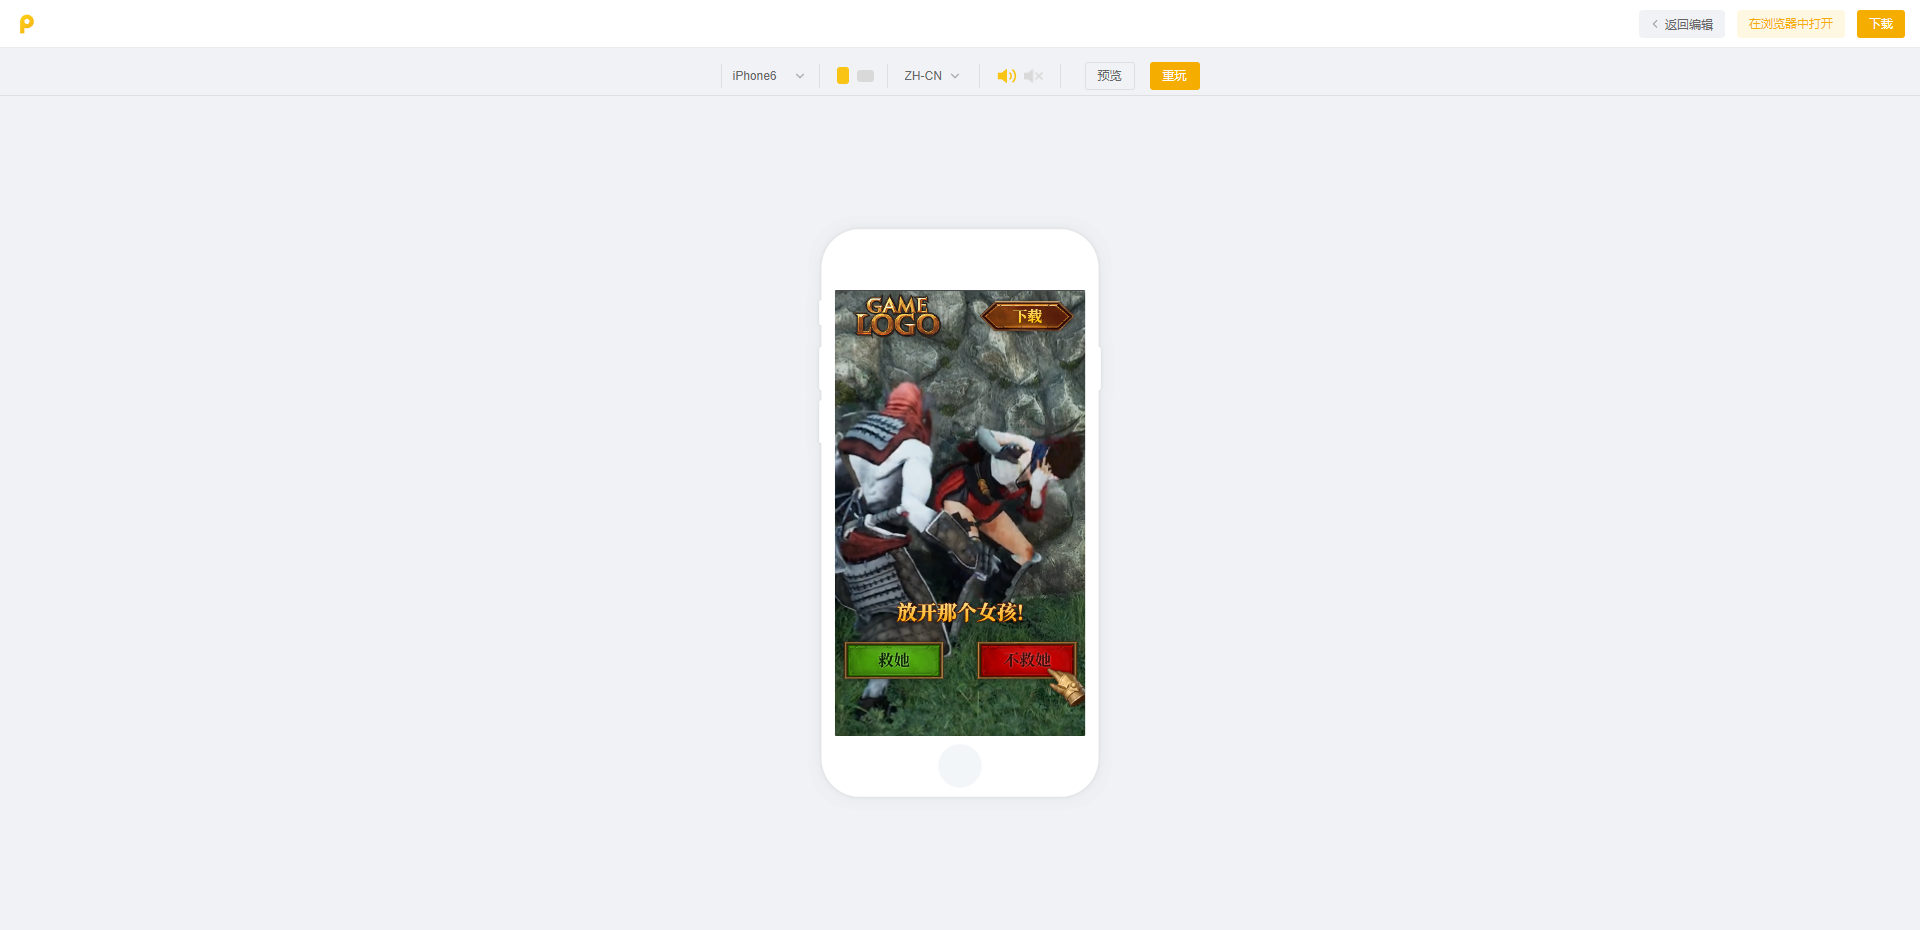 返回编辑
在浏览器中打开
下载
iPhone6
ZH-CN
预览
重玩
GAME
LOGO
下载
放开那个女孩!
救她
不救她